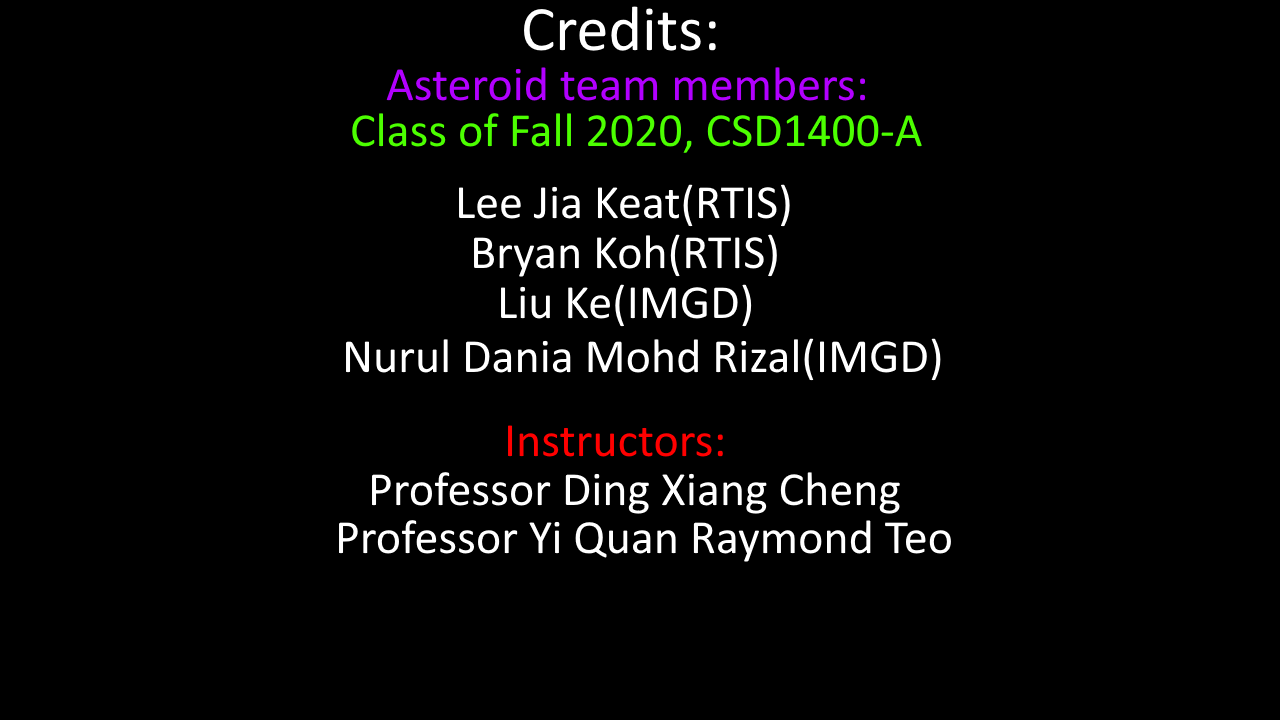 Credits:
Asteroid team members:
Class of Fall 2020, CSD1400-A
Lee Jia Keat(RTIS)
Bryan Koh(RTIS)
Liu Ke(IMGD)
Nurul Dania Mohd Rizal(IMGD)
Instructors:
Professor Ding Xiang Cheng
Professor Yi Quan Raymond Teo